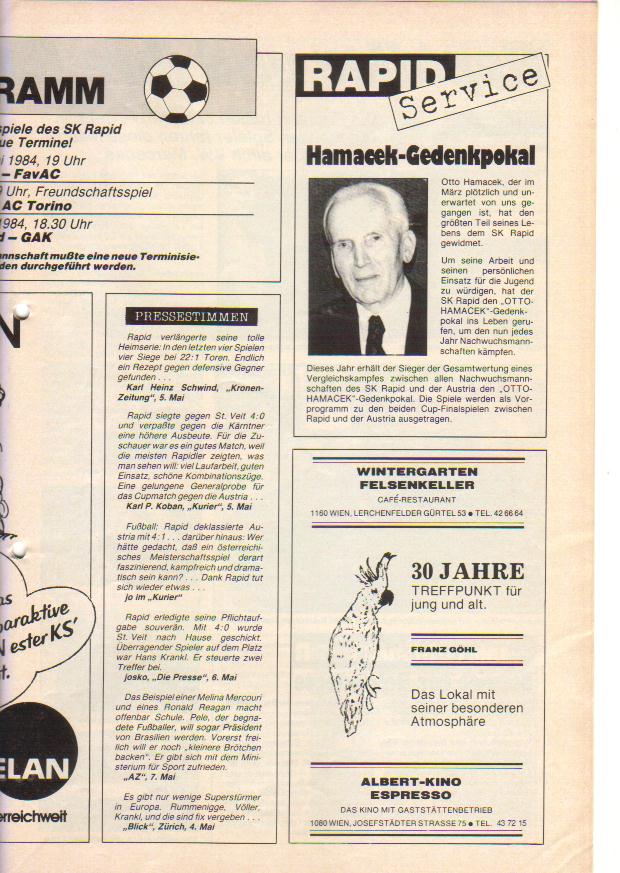 RAMM
spiele des SK Rapid
ue Termine!
i 1984, 19 Uhr
– FavAC
9 Uhr, Freundschaftsspiel
AC Torino
1984, 18.30 Uhr
d – GAK
annschaft mußte eine neue Terminisie-
den durchgeführt werden.
N
as
paraktive
N ester KS'
t.
ELAN
erreichweit
PRESSESTIMMEN
Rapid verlängerte seine tolle
Heimserie: In den letzten vier Spielen
vier Siege bei 22:1 Toren. Endlich
ein Rezept gegen defensive Gegner
gefunden . . .
Karl Heinz Schwind, „Kronen-
Zeitung", 5. Mai
Rapid siegte gegen St. Veit 4:0
und verpaßte gegen die Kärntner
eine höhere Ausbeute. Für die Zu-
schauer war es ein gutes Match, weil
die meisten Rapidler zeigten, was
man sehen will: viel Laufarbeit, guten
Einsatz, schöne Kombinationszüge.
Eine gelungene Generalprobe für
das Cupmatch gegen die Austria . . .
Karl P. Koban, „Kurier", 5. Mai
Fußball: Rapid deklassierte Au-
stria mit 4:1 . . . darüber hinaus: Wer
hätte gedacht, daß ein österreichi-
sches Meisterschaftsspiel derart
faszinierend, kampfreich und drama-
tisch sein kann? . . . Dank Rapid tut
sich wieder etwas . . .
jo im „Kurier"
Rapid erledigte seine Pflichtauf-
gabe souverän. Mit 4:0 wurde
St. Veit nach Hause geschickt.
Überragender Spieler auf dem Platz
war Hans Krankl. Er steuerte zwei
Treffer bei.
josko, „Die Presse", 6. Mai
Das Beispiel einer Melina Mercouri
und eines Ronald Reagan macht
offenbar Schule. Pele, der begna-
dete Fußballer, will sogar Präsident
von Brasilien werden. Vorerst frei-
lich will er noch „kleinere Brötchen
backen". Er gibt sich mit dem Mini-
sterium für Sport zufrieden.
„AZ", 7. Mai
Es gibt nur wenige Superstürmer
in Europa. Rummenigge, Völler,
Krankl, und die sind fix vergeben . . .
„Blick", Zürich, 4. Mai
RAPID
Service
Hamacek-Gedenkpokal
Otto Hamacek, der im
März plötzlich und un-
erwartet von uns ge-
gangen ist, hat den
größten Teil seines Le-
bens dem SK Rapid
gewidmet.
Um seine Arbeit und
seinen persönlichen
Einsatz für die Jugend
zu würdigen, hat der
SK Rapid den „OTTO-
HAMACEK"-Gedenk-
pokal ins Leben geru-
fen, um den nun jedes
Jahr Nachwuchsmann-
schaften kämpfen.
Dieses Jahr erhält der Sieger der Gesamtwertung eines
Vergleichskampfes zwischen allen Nachwuchsmann-
schaften des SK Rapid und der Austria den „OTTO-
HAMACEK"-Gedenkpokal. Die Spiele werden als Vor-
programm zu den beiden Cup-Finalspielen zwischen
Rapid und der Austria ausgetragen.
WINTERGARTEN
FELSENKELLER
CAFÉ-RESTAURANT
1160 WIEN, LERCHENFELDER GÜRTEL 53 ● TEL. 42 66 64
30 JAHRE
TREFFPUNKT für
jung und alt.
FRANZ GÖHL
Das Lokal mit
seiner besonderen
Atmosphäre
ALBERT-KINO
ESPRESSO
DAS KINO MIT GASTSTÄTTENBETRIEB
1080 WIEN, JOSEFSTÄDTER STRASSE 75 ● TEL. 43 72 15